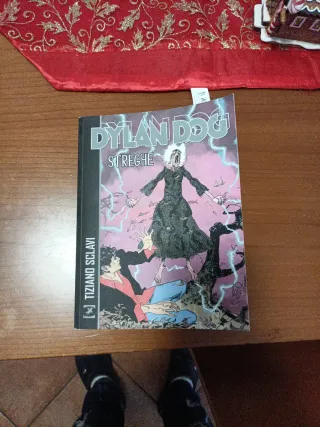 DYLAN DOG
STREGHE
TIZIANO SCLAVI